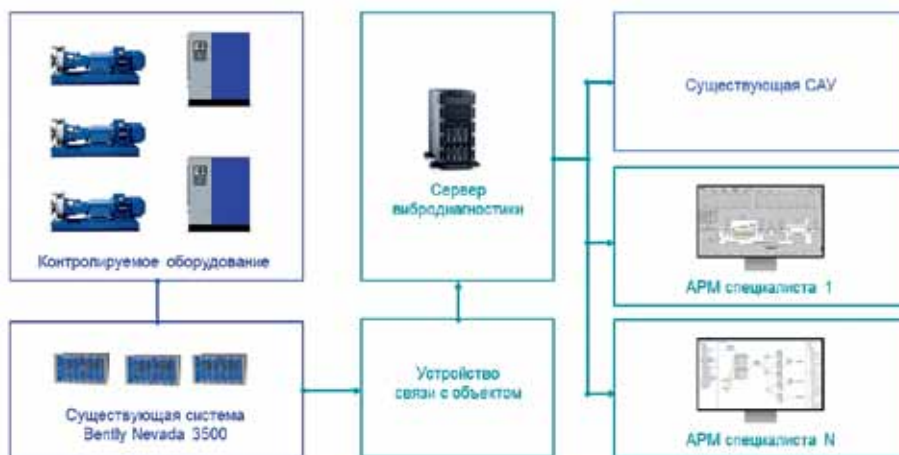 Контролируемое оборудование
Существующая система
Bently Nevada 3500
Сервер
вибродиагностики
Устройство
связи с объектом
Существующая САУ
АРМ специалиста 1
АРМ специалиста N